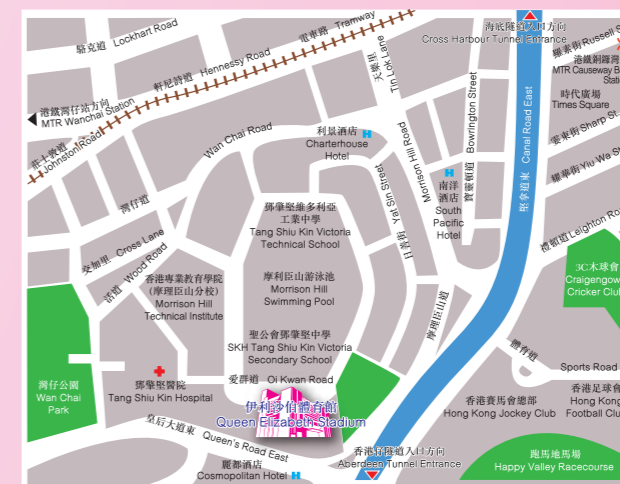 駱克道 Lockhart Road
軒尼詩道 Hennessy Road
電車路 Tramway
天樂里 Tin Lok Lane
海底隧道入口方向
Cross Harbour Tunnel Entrance
羅素街 Russell S
港鐵銅鑼灣
MTR Causeway B
Stati
時代廣場
Times Square
霎東街 Sharp St.
耀華街 Yiu Wa S
港鐵灣仔站方向
MTR Wanchai Station
莊士敦道
Johnston Road
灣仔道
Wan Chai Road
利景酒店
Charterhouse
Hotel
摩理臣山道
Morrison Hill Road
寶靈頓道 Bowrington Street
堅拿道東 Canal Road East
南洋
酒店
South
Pacific
Hotel
日善街 Yat Sin Street
禮頓道 Leighton Ro
鄧肇堅維多利亞
工業中學
Tang Shiu Kin Victoria
Technical School
交加里 Cross Lane
活道 Wood Road
香港專業教育學院
(摩理臣山分校)
Morrison Hill
Technical Institute
摩利臣山游泳池
Morrison Hill
Swimming Pool
聖公會鄧肇堅中學
SKH Tang Shiu Kin Victoria
Secondary School
3C木球會
Craigengow
Cricker Clu
體育道
Sports Road
灣仔公園
Wan Chai
Park
鄧肇堅醫院
Tang Shiu Kin Hospital
愛群道 Oi Kwan Road
伊利沙伯體育館
Queen Elizabeth Stadium
香港賽馬會總部
Hong Kong Jockey Club
香港足球會
Hong Kong
Football Clu
皇后大道東 Queen's Road East
麗都酒店
Cosmopolitan Hotel
香港仔隧道入口方向
Aberdeen Tunnel Entrance
跑馬地馬場
Happy Valley Racecourse